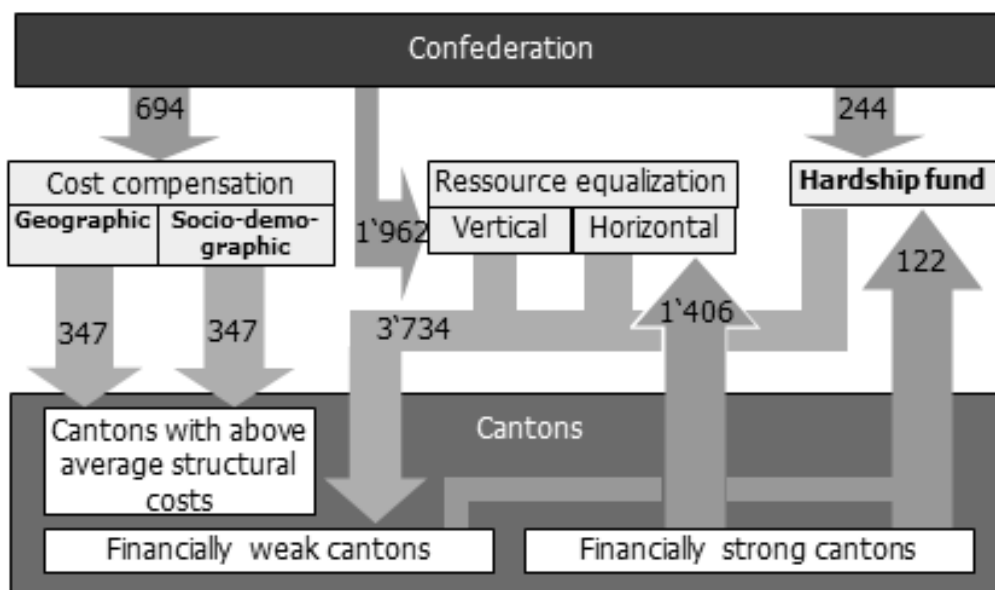 Confederation
694
244
Cost compensation
Geographic
Socio-demo-
graphic
1‘962
Ressource equalization
Vertical
Horizontal
Hardship fund
122
347
347
3‘734
1‘406
Cantons with above
average structural
costs
Cantons
Financially weak cantons
Financially strong cantons